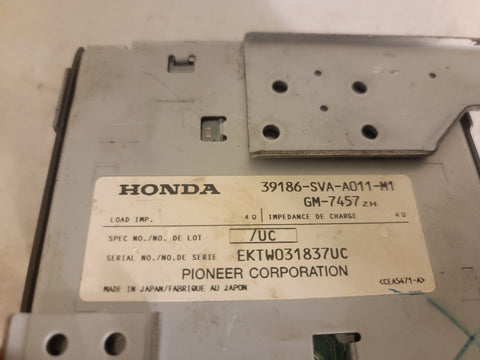 HONDA 39186-SVA-A011-M1
GM-7457 ZH
LOAD IMP. 4Ω IMPEDANCE DE CHARGE 4Ω
SPEC NO./NO. DE LOT /UC
SERIAL NO./NO.DE SERIE EKTW031837UC
PIONEER CORPORATION
MADE IN JAPAN/FABRIQUE AU JAPON <CEA5471-A>